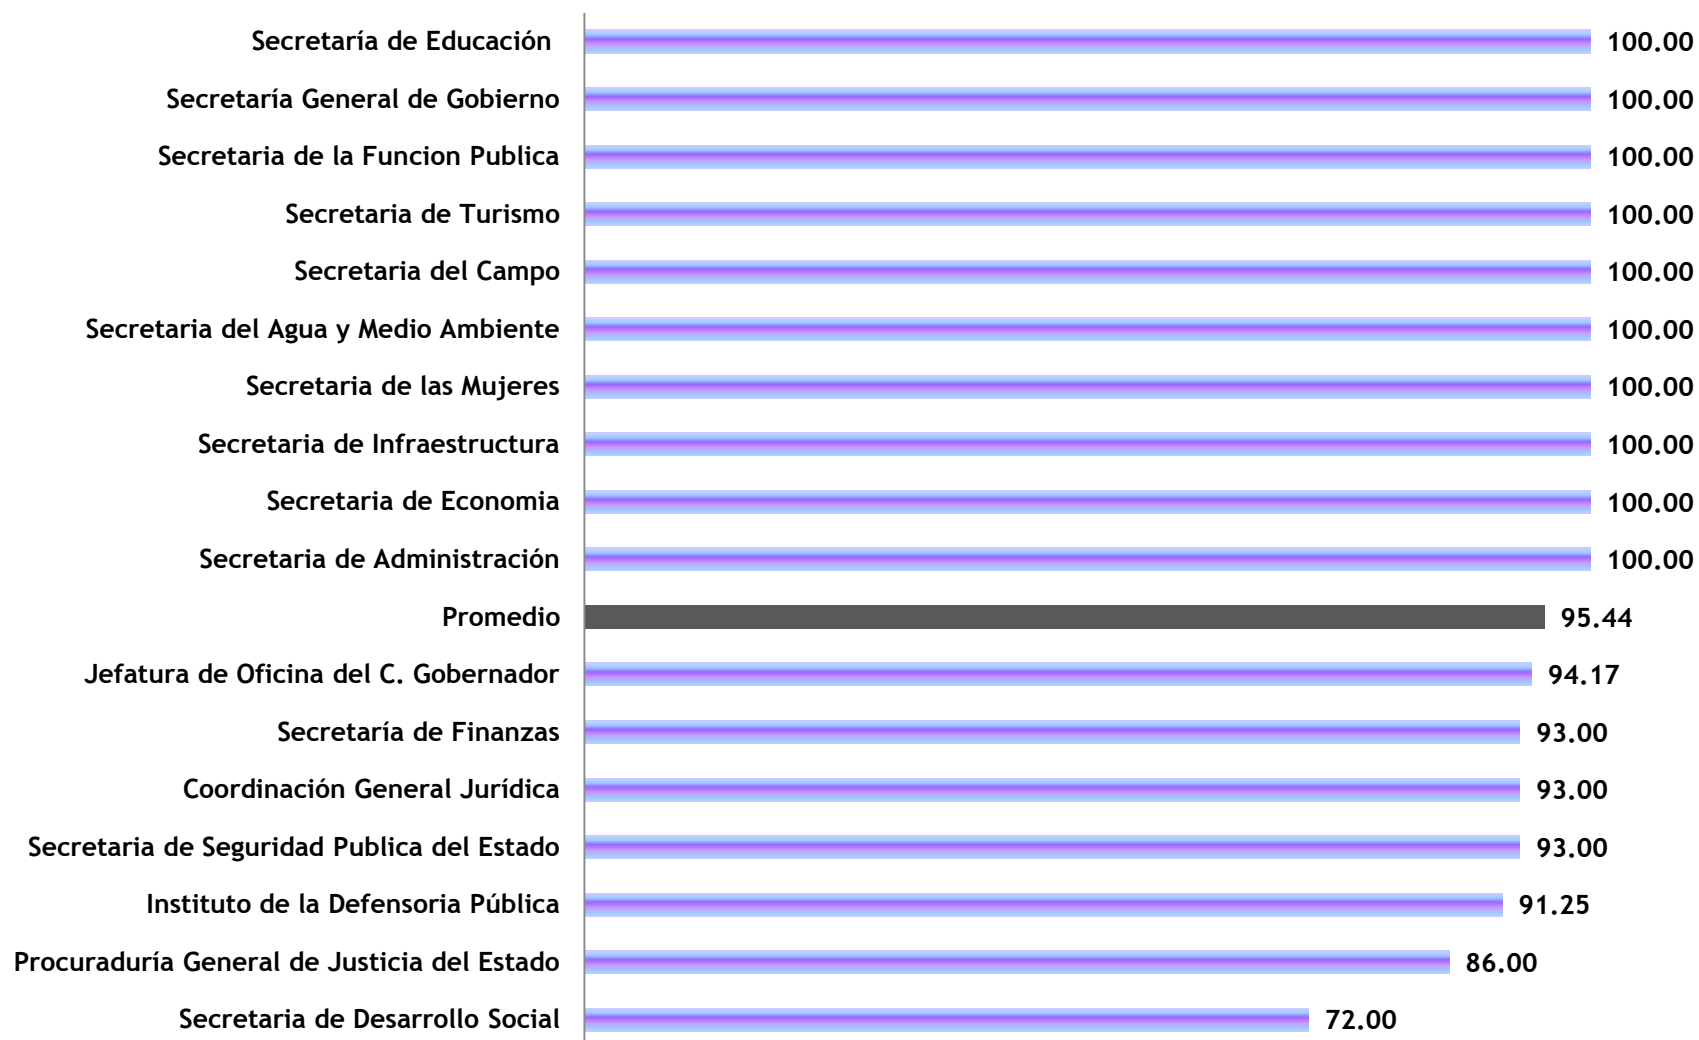 Secretaría de Educación 100.00
Secretaría General de Gobierno 100.00
Secretaria de la Funcion Publica 100.00
Secretaria de Turismo 100.00
Secretaria del Campo 100.00
Secretaria del Agua y Medio Ambiente 100.00
Secretaria de las Mujeres 100.00
Secretaria de Infraestructura 100.00
Secretaria de Economia 100.00
Secretaria de Administración 100.00
Promedio 95.44
Jefatura de Oficina del C. Gobernador 94.17
Secretaría de Finanzas 93.00
Coordinación General Jurídica 93.00
Secretaria de Seguridad Publica del Estado 93.00
Instituto de la Defensoria Pública 91.25
Procuraduría General de Justicia del Estado 86.00
Secretaria de Desarrollo Social 72.00